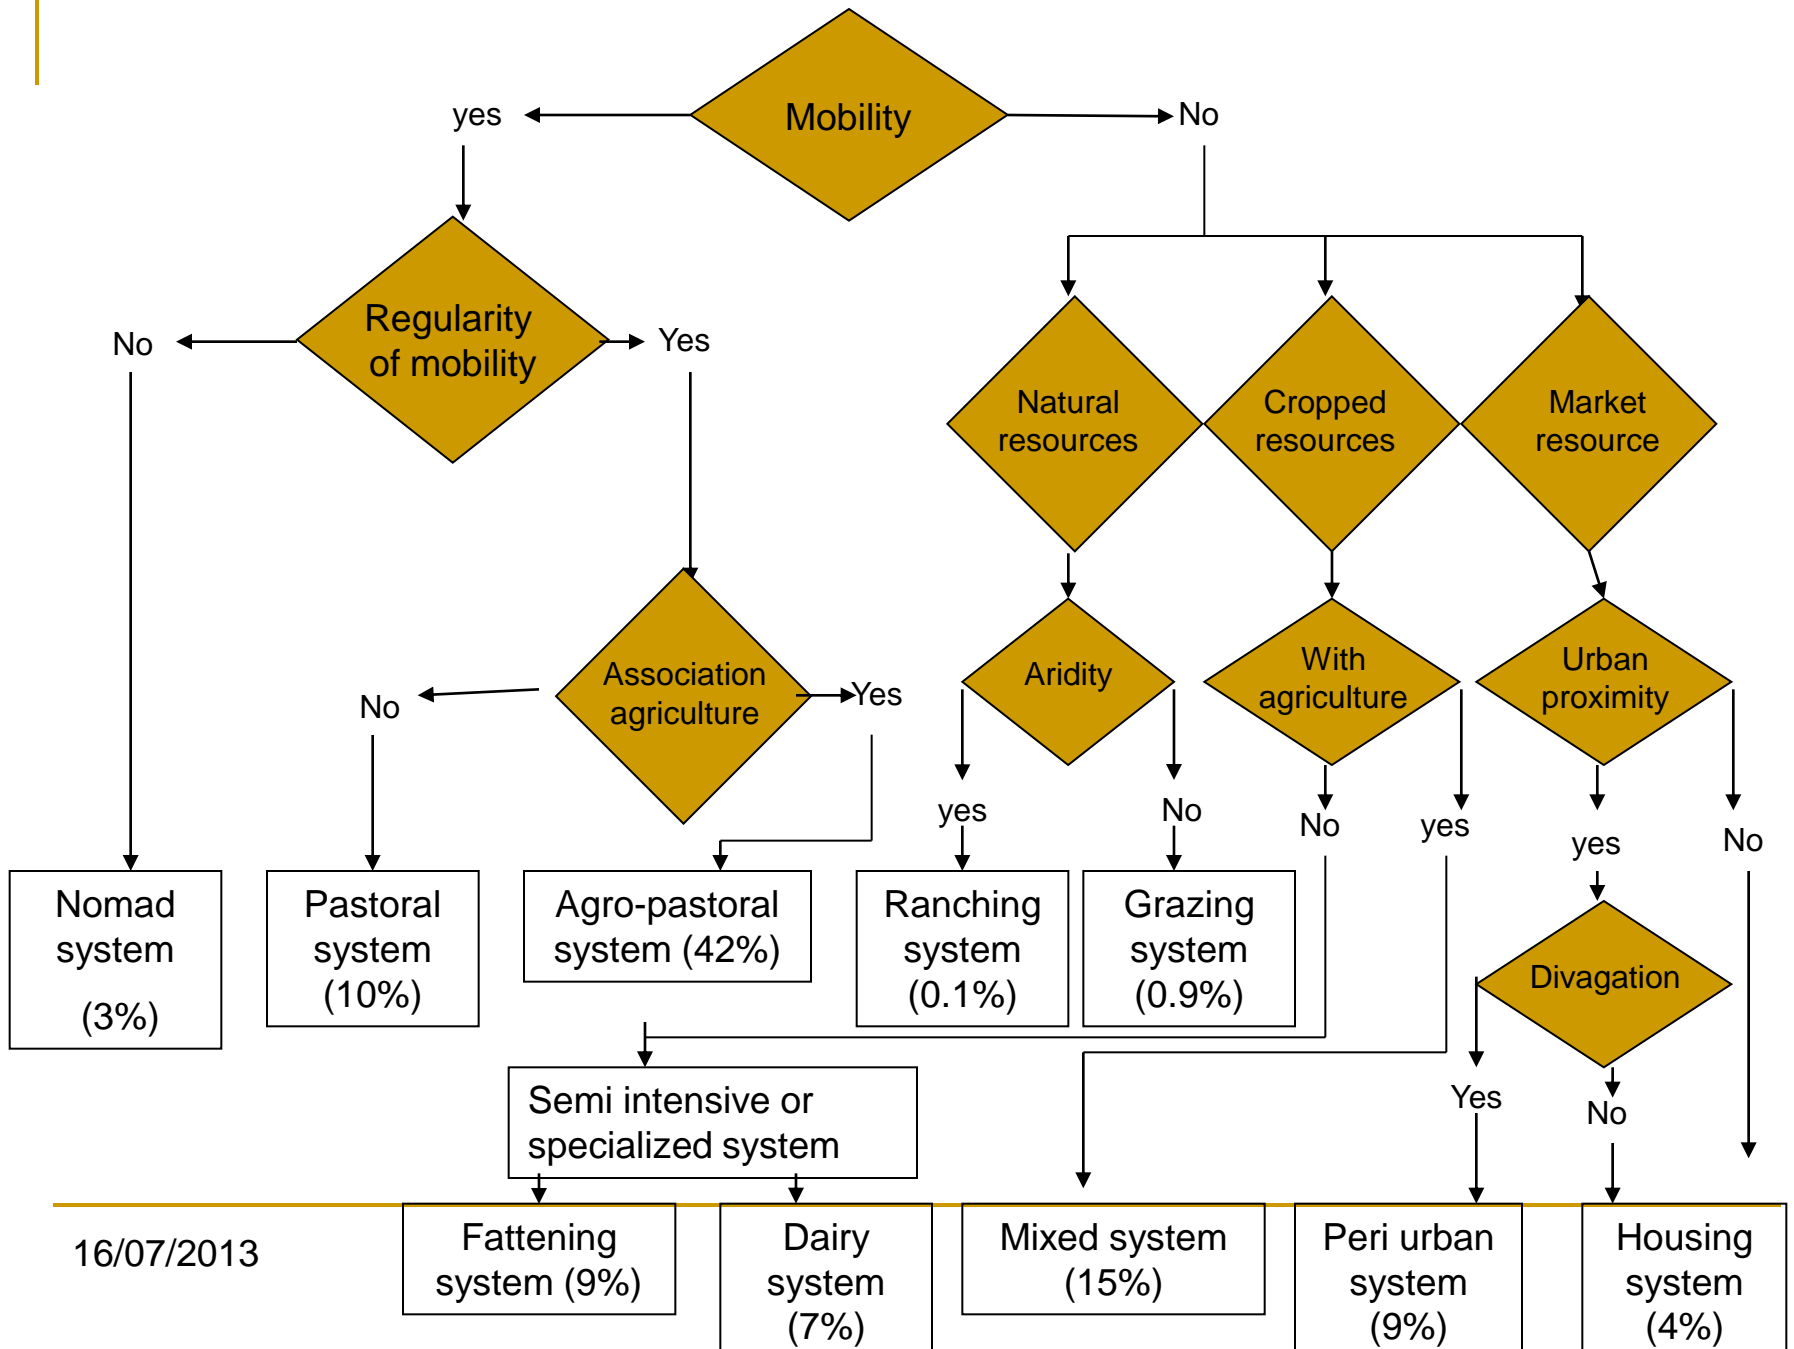 Mobility
yes
No
Regularity
of mobility
No
Yes
Natural
resources
Cropped
resources
Market
resource
Association
agriculture
No
Yes
Aridity
With
agriculture
Urban
proximity
yes
No
No
yes
yes
No
Nomad
system
(3%)
Pastoral
system
(10%)
Agro-pastoral
system (42%)
Ranching
system
(0.1%)
Grazing
system
(0.9%)
Divagation
Yes
No
Semi intensive or
specialized system
Fattening
system (9%)
Dairy
system
(7%)
Mixed system
(15%)
Peri urban
system
(9%)
Housing
system
(4%)
16/07/2013